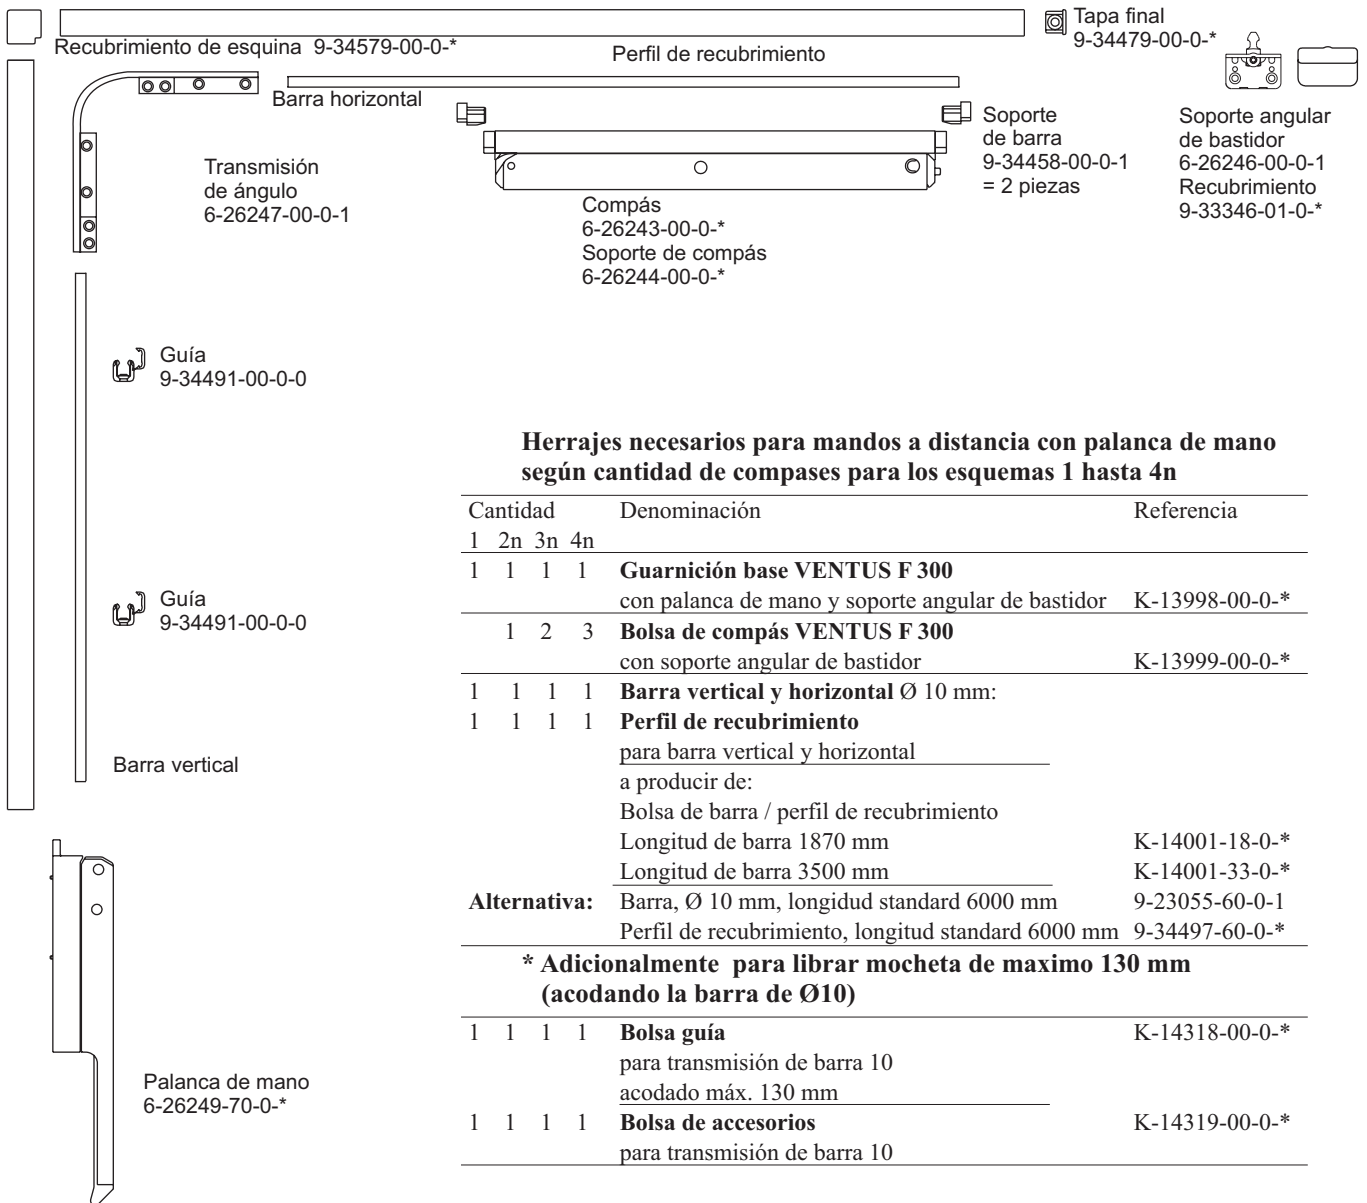 Tapa final
9-34479-00-0-*
Recubrimiento de esquina 9-34579-00-0-*
Perfil de recubrimiento
Barra horizontal
Soporte
de barra
9-34458-00-0-1
= 2 piezas
Soporte angular
de bastidor
6-26246-00-0-1
Recubrimiento
9-33346-01-0-*
Transmisión
de ángulo
6-26247-00-0-1
Compás
6-26243-00-0-*
Soporte de compás
6-26244-00-0-*
Guía
9-34491-00-0-0
Guía
9-34491-00-0-0
Barra vertical
Palanca de mano
6-26249-70-0-*
Herrajes necesarios para mandos a distancia con palanca de mano
según cantidad de compases para los esquemas 1 hasta 4n
Cantidad Denominación Referencia
1 2n 3n 4n
1 1 1 1 Guarnición base VENTUS F 300
con palanca de mano y soporte angular de bastidor K-13998-00-0-*
1 2 3 Bolsa de compás VENTUS F 300
con soporte angular de bastidor K-13999-00-0-*
1 1 1 1 Barra vertical y horizontal Ø 10 mm:
1 1 1 1 Perfil de recubrimiento
para barra vertical y horizontal
a producir de:
Bolsa de barra / perfil de recubrimiento
Longitud de barra 1870 mm K-14001-18-0-*
Longitud de barra 3500 mm K-14001-33-0-*
Alternativa: Barra, Ø 10 mm, longidud standard 6000 mm 9-23055-60-0-1
Perfil de recubrimiento, longitud standard 6000 mm 9-34497-60-0-*
* Adicionalmente para librar mocheta de maximo 130 mm
(acodando la barra de Ø10)
1 1 1 1 Bolsa guía K-14318-00-0-*
para transmisión de barra 10
acodado máx. 130 mm
1 1 1 1 Bolsa de accesorios K-14319-00-0-*
para transmisión de barra 10